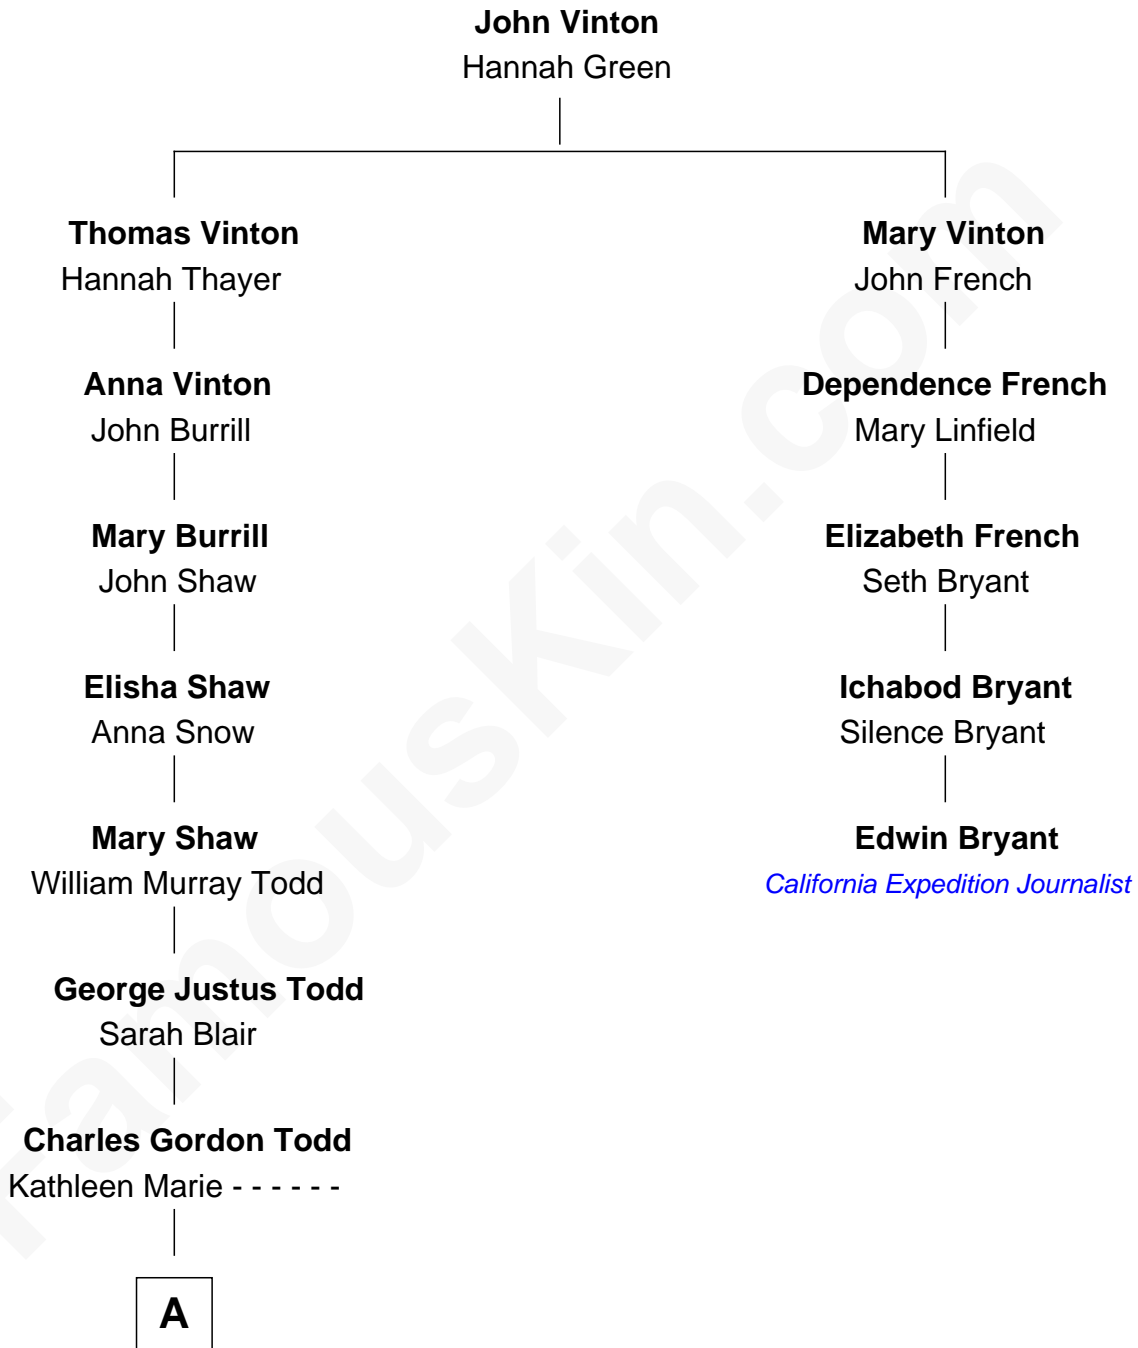 John Vinton
Hannah Green
Thomas Vinton
Hannah Thayer
Mary Vinton
John French
Anna Vinton
John Burrill
Dependence French
Mary Linfield
Mary Burrill
John Shaw
Elizabeth French
Seth Bryant
Elisha Shaw
Anna Snow
Ichabod Bryant
Silence Bryant
Mary Shaw
William Murray Todd
Edwin Bryant
California Expedition Journalist
George Justus Todd
Sarah Blair
Charles Gordon Todd
Kathleen Marie - - - - - -
A
FamousKin.com